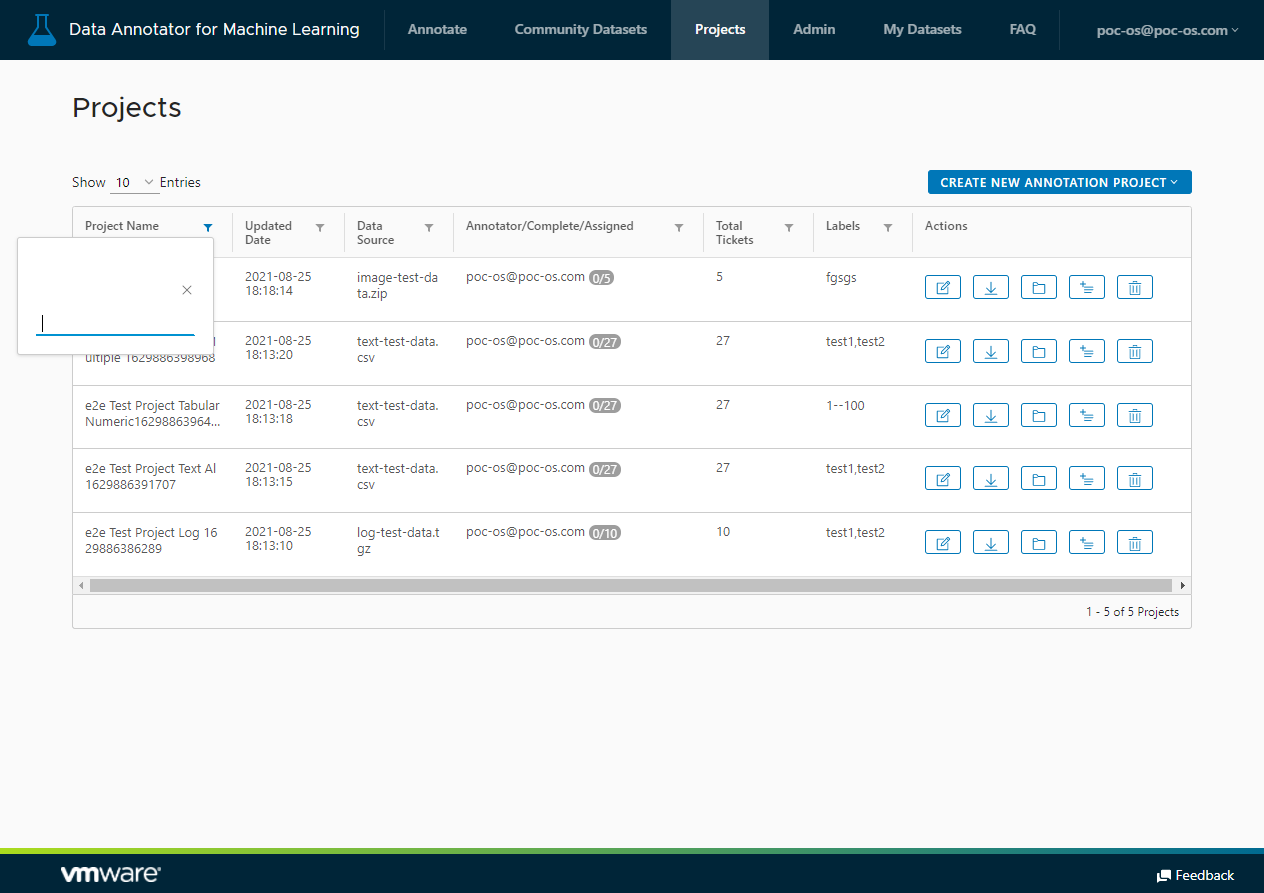 Data Annotator for Machine Learning
Annotate
Community Datasets
Projects
Admin
My Datasets
FAQ
poc-os@poc-os.com
Projects
Show 10 Entries
CREATE NEW ANNOTATION PROJECT
Project Name
Updated
Date
Data
Source
Annotator/Complete/Assigned
Total
Tickets
Labels
Actions
2021-08-25
18:18:14
image-test-da
ta.zip
poc-os@poc-os.com 0/5
5
fgsgs
ultiple 1629886398968
2021-08-25
18:13:20
text-test-data.
csv
poc-os@poc-os.com 0/27
27
test1,test2
e2e Test Project Tabular
Numeric16298863964...
2021-08-25
18:13:18
text-test-data.
csv
poc-os@poc-os.com 0/27
27
1--100
e2e Test Project Text Al
1629886391707
2021-08-25
18:13:15
text-test-data.
csv
poc-os@poc-os.com 0/27
27
test1,test2
e2e Test Project Log 16
29886386289
2021-08-25
18:13:10
log-test-data.t
gz
poc-os@poc-os.com 0/10
10
test1,test2
1 - 5 of 5 Projects
vmware
Feedback